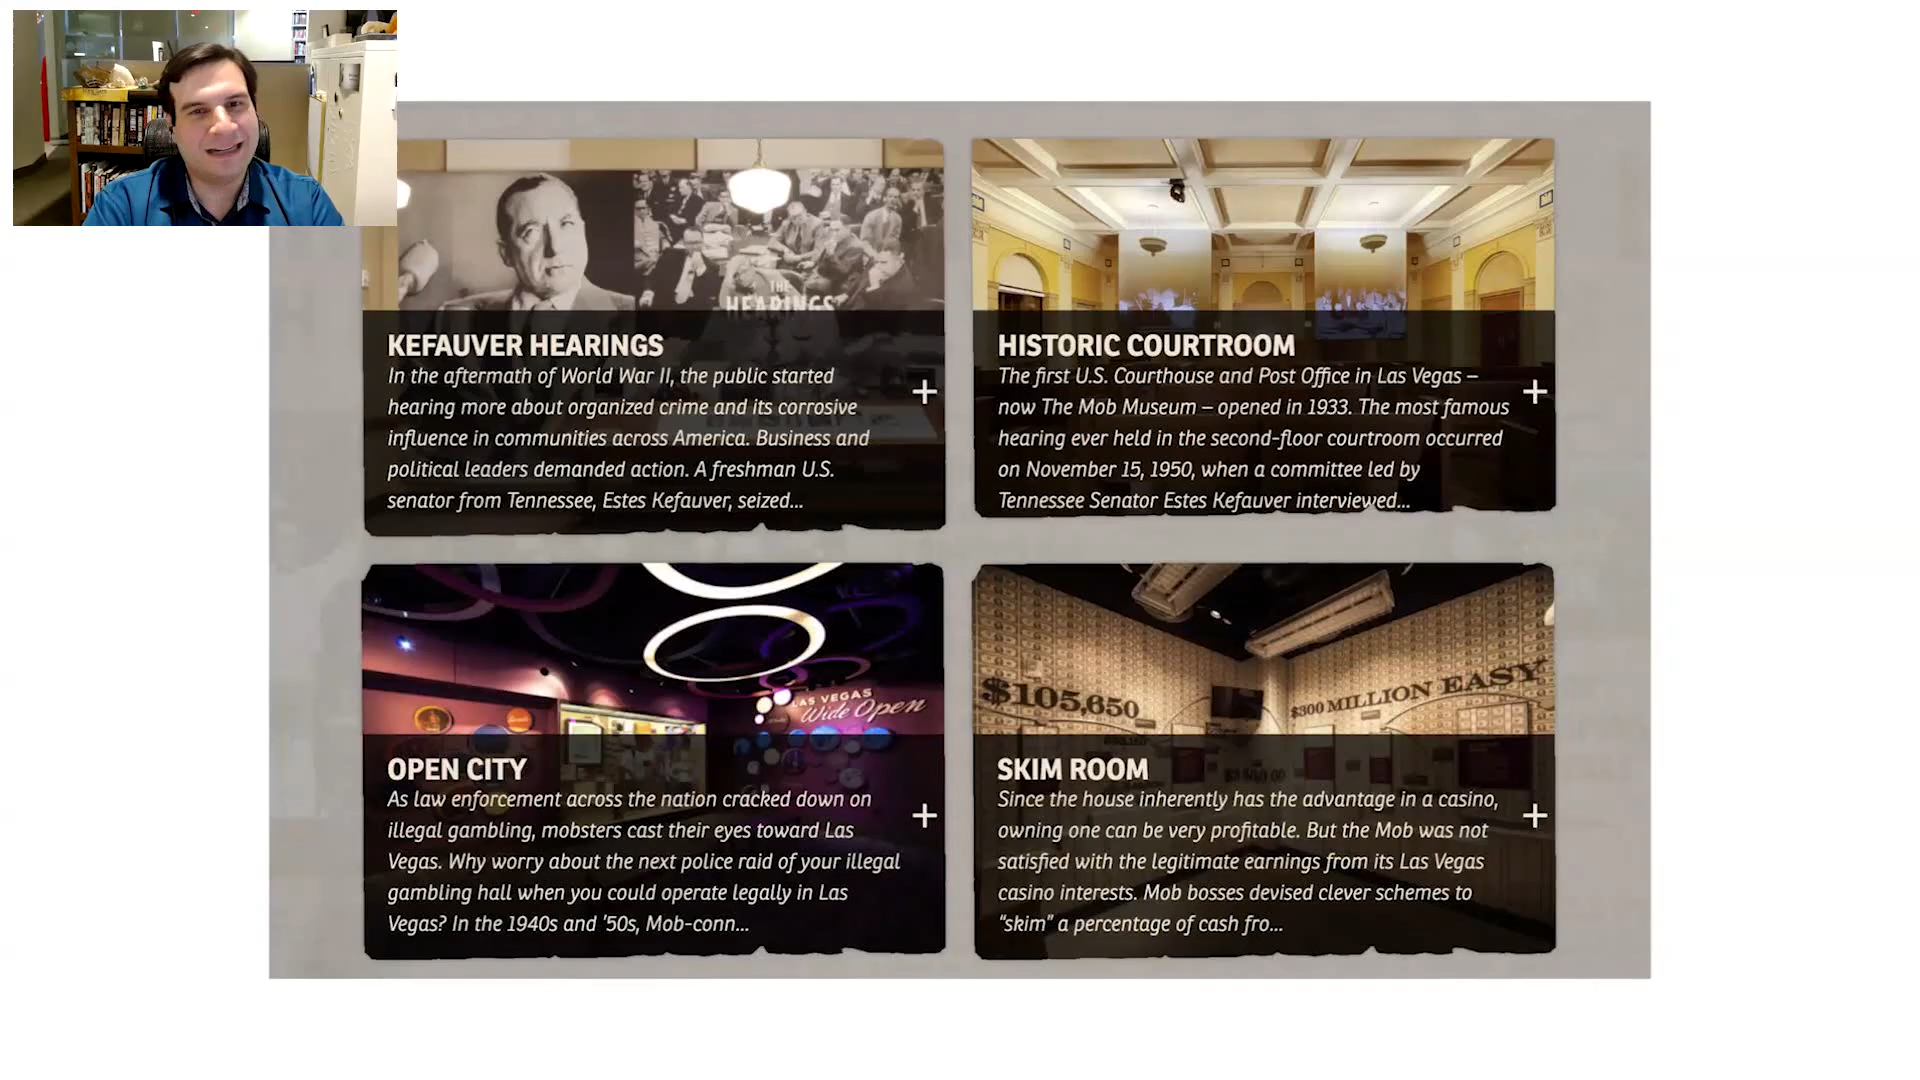 THE
HEARINGS
KEFAUVER HEARINGS
In the aftermath of World War II, the public started
hearing more about organized crime and its corrosive
influence in communities across America. Business and
political leaders demanded action. A freshman U.S.
senator from Tennessee, Estes Kefauver, seized...
+
HISTORIC COURTROOM
The first U.S. Courthouse and Post Office in Las Vegas –
now The Mob Museum – opened in 1933. The most famous
hearing ever held in the second-floor courtroom occurred
on November 15, 1950, when a committee led by
Tennessee Senator Estes Kefauver interviewed...
+
LAS VEGAS
Wide Open
OPEN CITY
As law enforcement across the nation cracked down on
illegal gambling, mobsters cast their eyes toward Las
Vegas. Why worry about the next police raid of your illegal
gambling hall when you could operate legally in Las
Vegas? In the 1940s and '50s, Mob-conn...
+
$105,650
$300 MILLION EASY
SKIM ROOM
Since the house inherently has the advantage in a casino,
owning one can be very profitable. But the Mob was not
satisfied with the legitimate earnings from its Las Vegas
casino interests. Mob bosses devised clever schemes to
“skim” a percentage of cash fro...
+